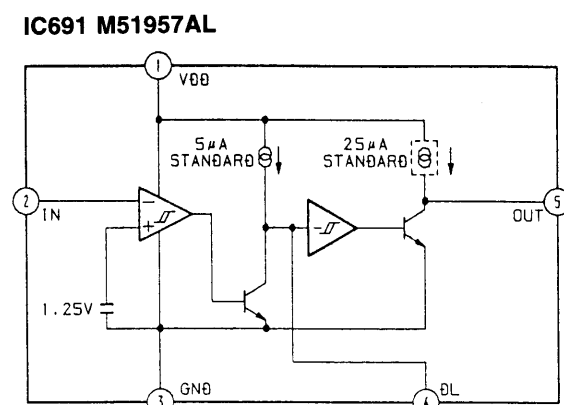 IC691 M51957AL
1
VDD
5μA
STANDARD
25μA
STANDARD
2
IN
−
+
-
5
OUT
1.25V
3
GND
4
DL